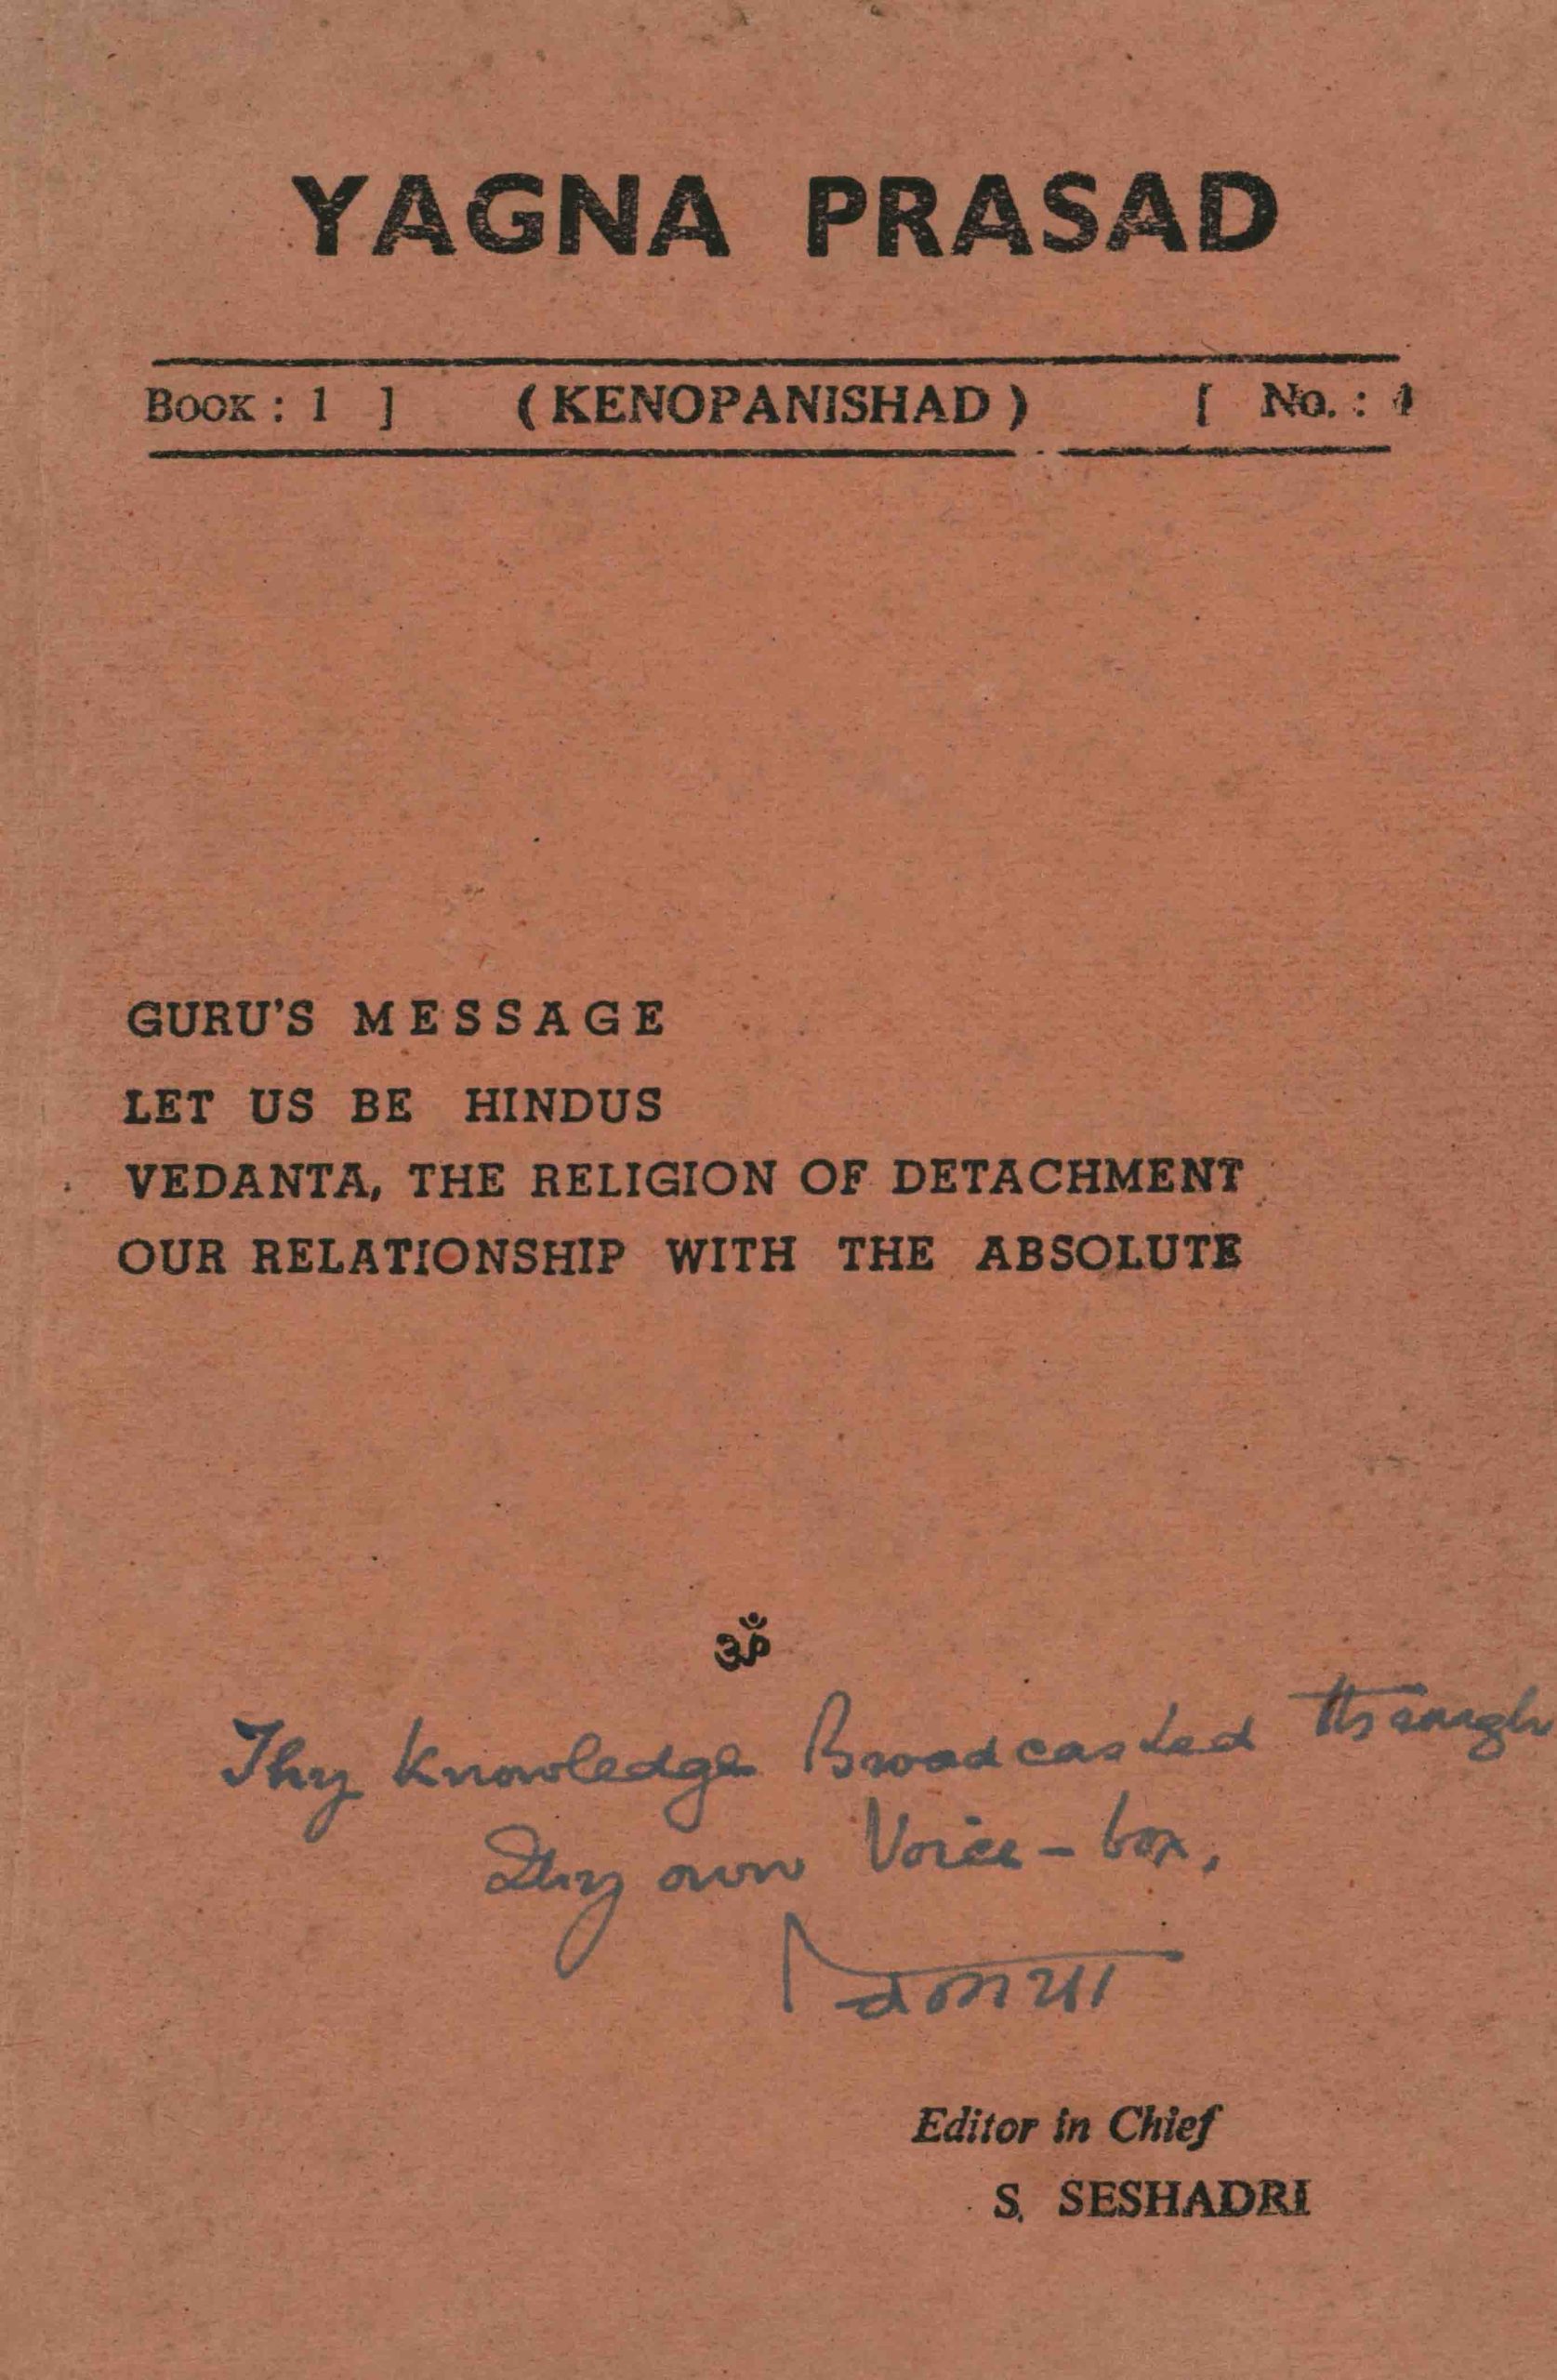 YAGNA PRASAD
BOOK : 1 ] (KENOPANISHAD) [ No. :
GURU'S MESSAGE
LET US BE HINDUS
VEDANTA, THE RELIGION OF DETACHMENT
OUR RELATIONSHIP WITH THE ABSOLUTE
ॐ
Thy Knowledge Broadcasted through
Thy own Voice-box.
Editor in Chief
S. SESHADRI